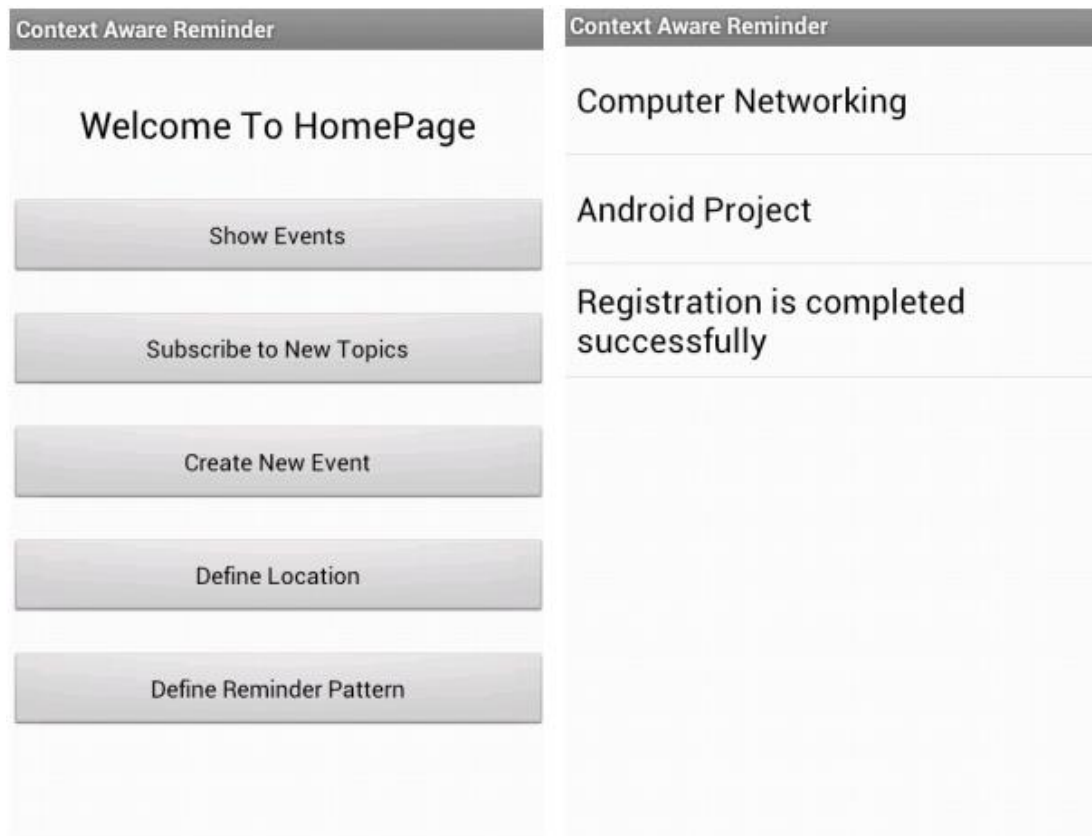 Context Aware Reminder
Welcome To HomePage
Show Events
Subscribe to New Topics
Create New Event
Define Location
Define Reminder Pattern
Context Aware Reminder
Computer Networking
Android Project
Registration is completed
successfully